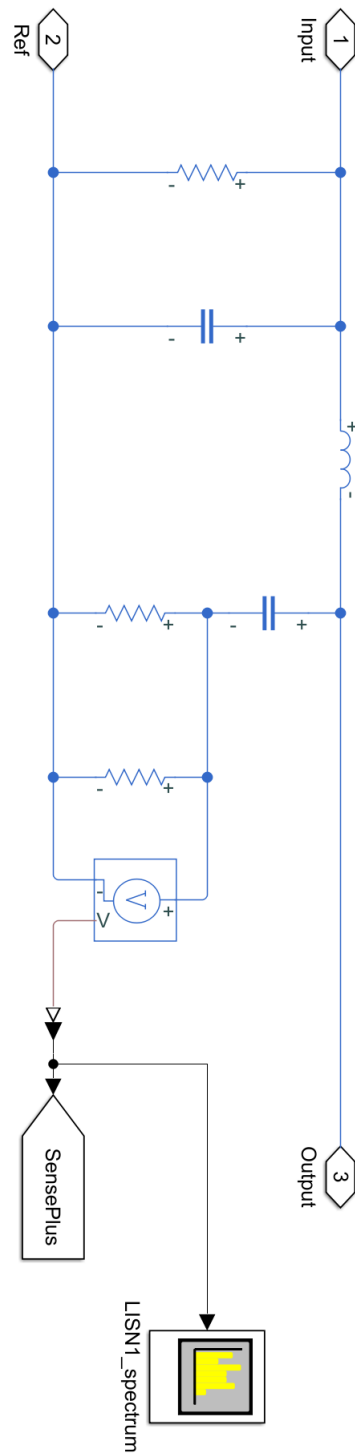 1
Input
2
Ref
+
-
+
-
+
-
+
-
+
-
+
-
+
-
V
V
3
Output
SensePlus
LISN1_spectrum